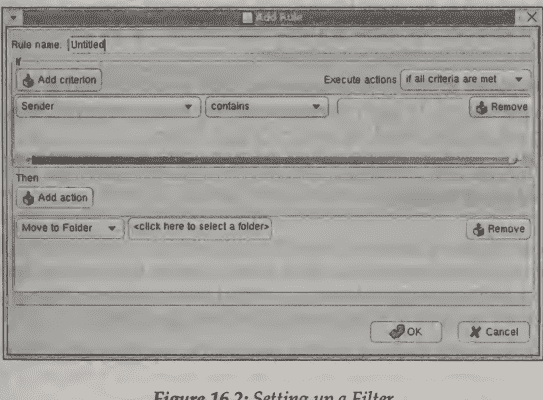 Add Rule
Rule name: Untitled
If
Add criterion Execute actions if all criteria are met
Sender contains Remove
Then
Add action
Move to Folder <click here to select a folder> Remove
OK Cancel
Figure 16.2: Setting up a Filter